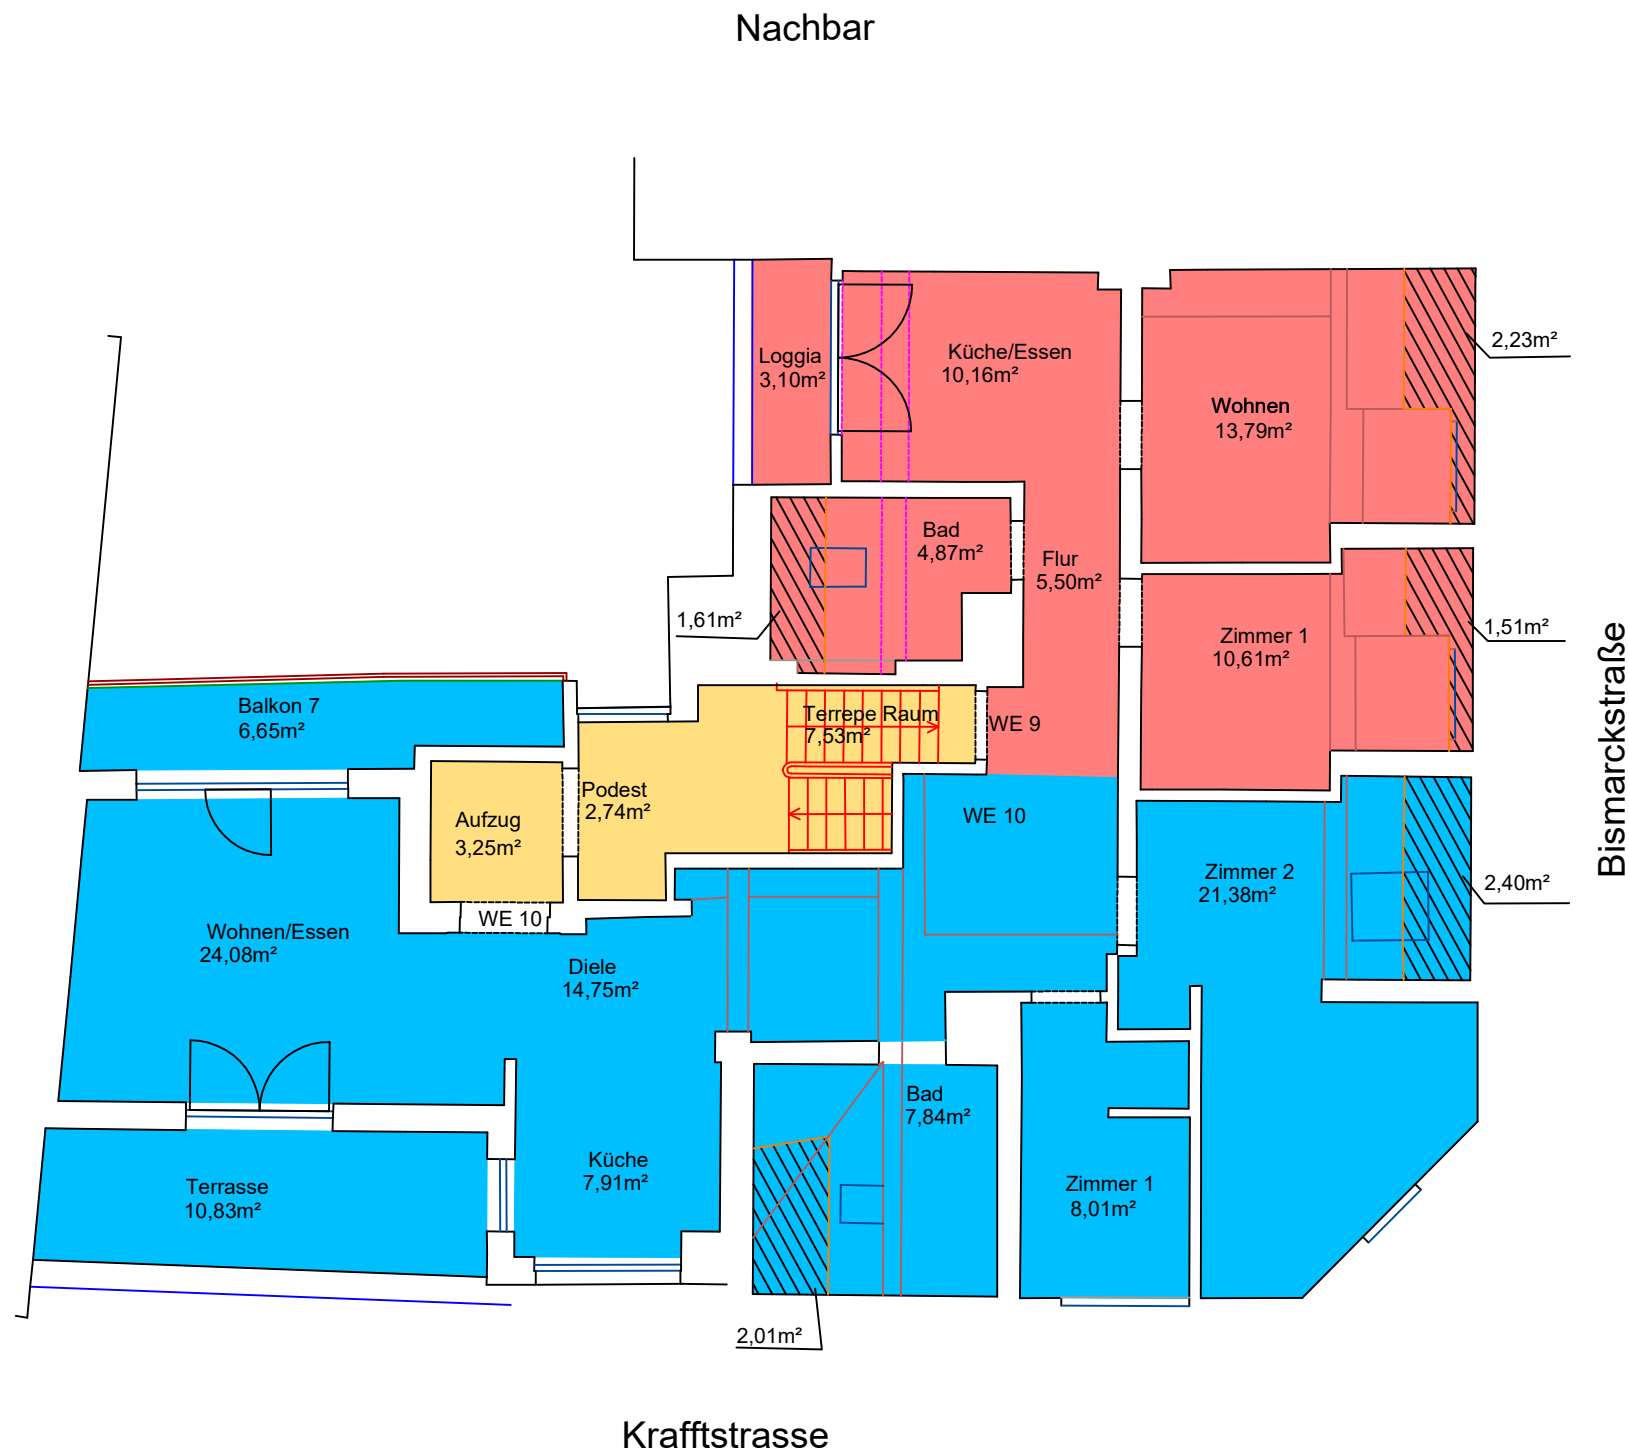 Nachbar
2,23m²
Loggia
3,10m²
Küche/Essen
10,16m²
Wohnen
13,79m²
Bad
4,87m²
Flur
5,50m²
1,61m²
Zimmer 1
10,61m²
1,51m²
Bismarckstraße
Balkon 7
6,65m²
Terrepe Raum
7,53m²
WE 9
Podest
2,74m²
Aufzug
3,25m²
WE 10
Zimmer 2
21,38m²
2,40m²
WE 10
Wohnen/Essen
24,08m²
Diele
14,75m²
Bad
7,84m²
Küche
7,91m²
Terrasse
10,83m²
Zimmer 1
8,01m²
2,01m²
Krafftstrasse